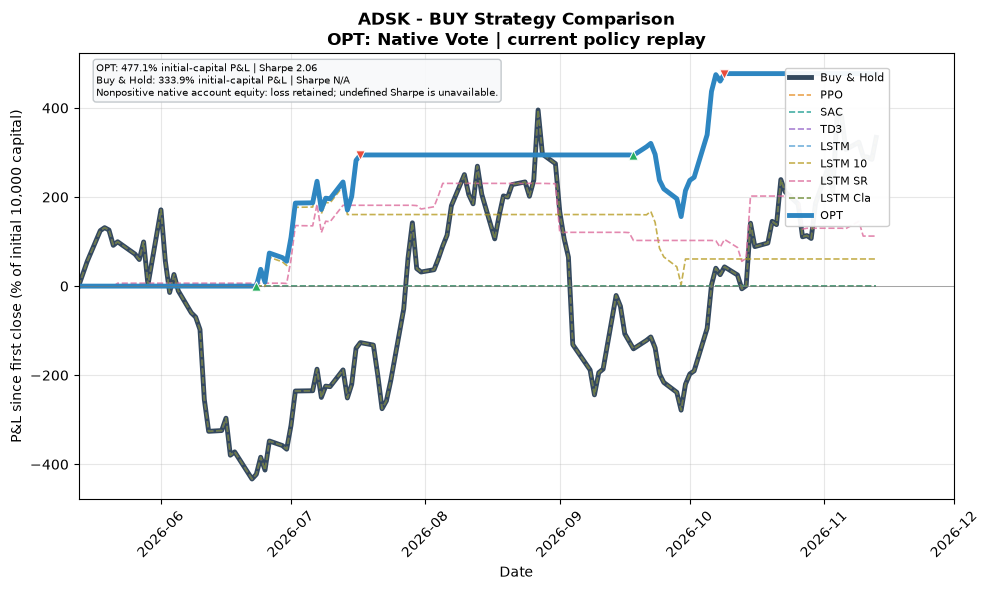 ADSK - BUY Strategy Comparison
OPT: Native Vote | current policy replay
OPT: 477.1% initial-capital P&L | Sharpe 2.06
Buy & Hold: 333.9% initial-capital P&L | Sharpe N/A
Nonpositive native account equity: loss retained; undefined Sharpe is unavailable.
Buy & Hold
PPO
SAC
TD3
LSTM
LSTM 10
LSTM SR
LSTM Cla
OPT
P&L since first close (% of initial 10,000 capital)
400
200
0
−200
−400
2026-06
2026-07
2026-08
2026-09
2026-10
2026-11
2026-12
Date